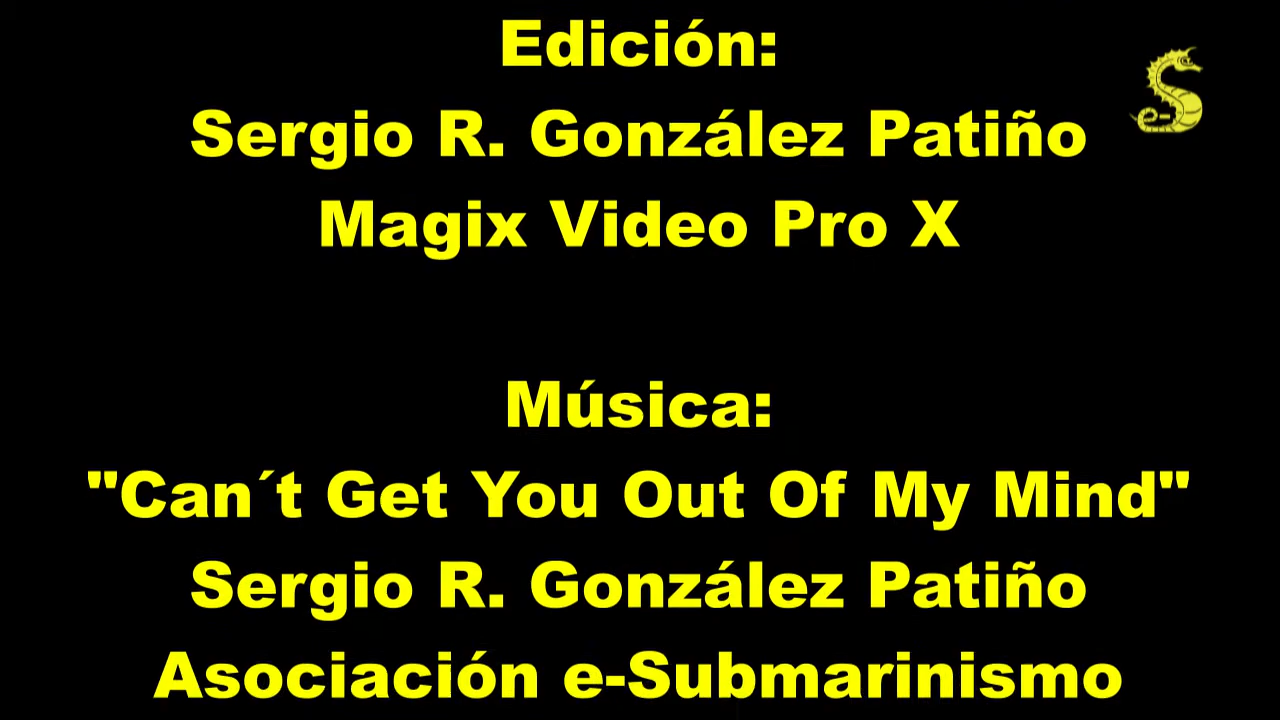 Edición:
Sergio R. González Patiño
Magix Video Pro X
Música:
"Can´t Get You Out Of My Mind"
Sergio R. González Patiño
Asociación e-Submarinismo
e-S